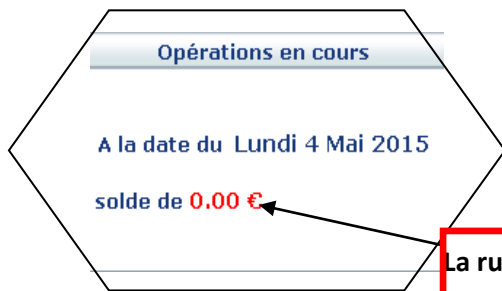 Opérations en cours
A la date du Lundi 4 Mai 2015
solde de 0.00 €
La ru